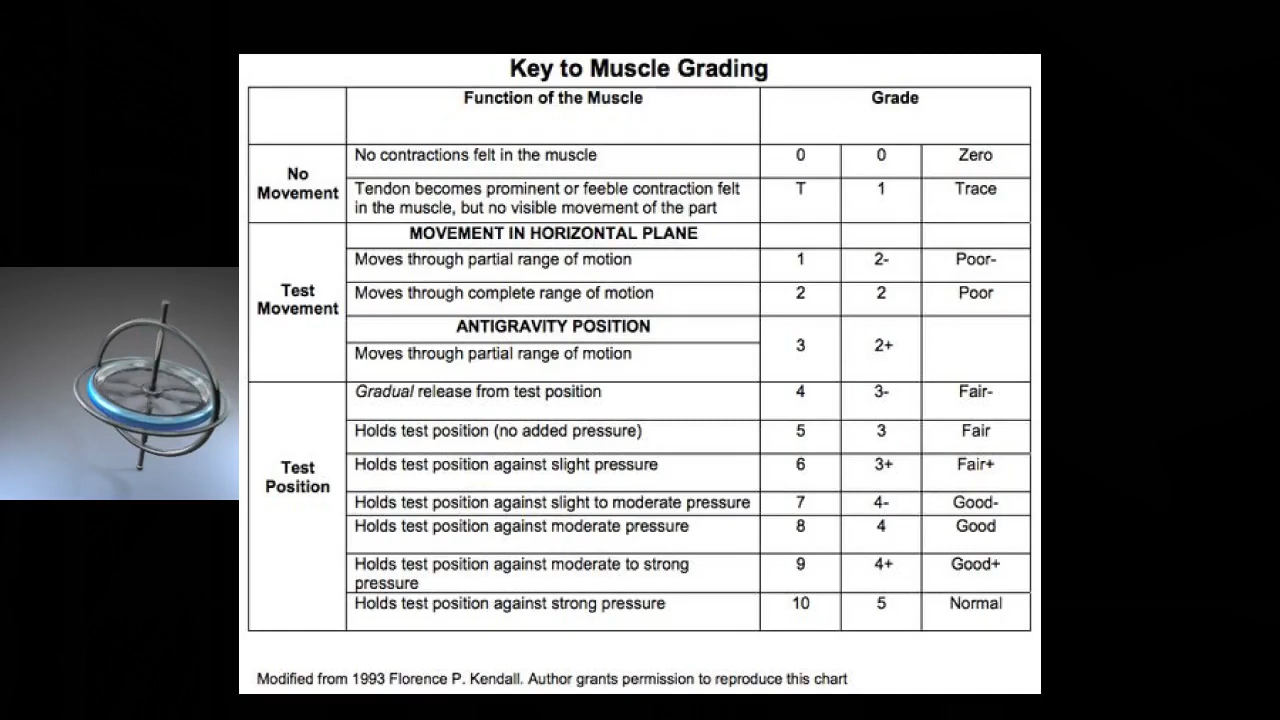 Key to Muscle Grading
Function of the Muscle Grade
No Movement
No contractions felt in the muscle 0 0 Zero
Tendon becomes prominent or feeble contraction felt
in the muscle, but no visible movement of the part T 1 Trace
Test Movement
MOVEMENT IN HORIZONTAL PLANE
Moves through partial range of motion 1 2- Poor-
Moves through complete range of motion 2 2 Poor
ANTIGRAVITY POSITION
Moves through partial range of motion 3 2+
Test Position
Gradual release from test position 4 3- Fair-
Holds test position (no added pressure) 5 3 Fair
Holds test position against slight pressure 6 3+ Fair+
Holds test position against slight to moderate pressure 7 4- Good-
Holds test position against moderate pressure 8 4 Good
Holds test position against moderate to strong
pressure 9 4+ Good+
Holds test position against strong pressure 10 5 Normal
Modified from 1993 Florence P. Kendall. Author grants permission to reproduce this chart